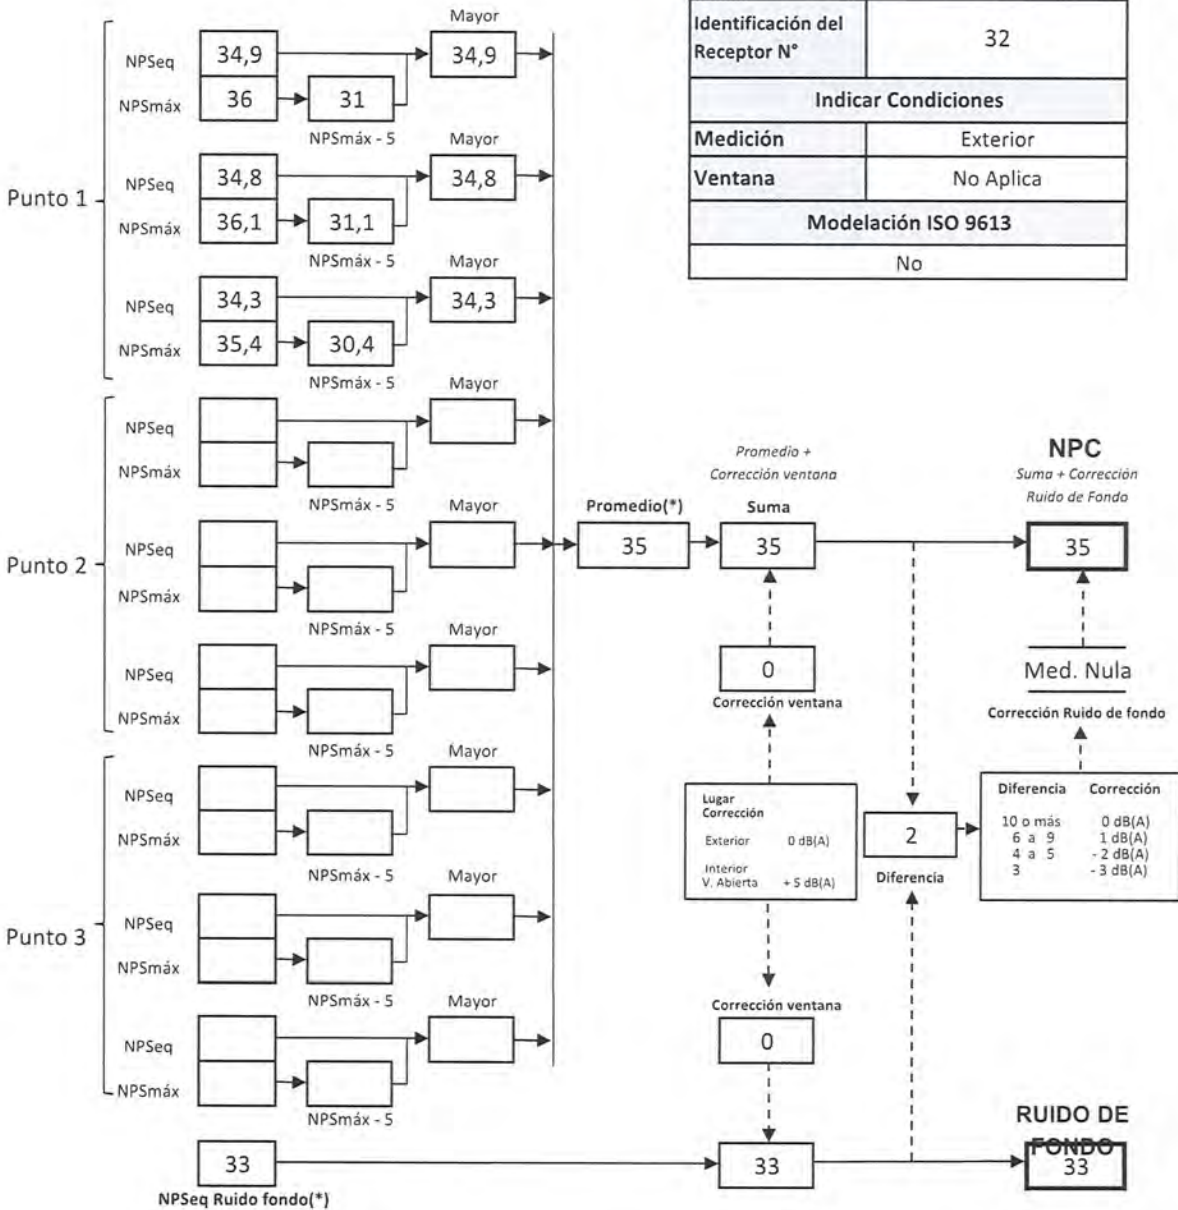 Identificación del
Receptor N°
32
Indicar Condiciones
Medición
Exterior
Ventana
No Aplica
Modelación ISO 9613
No
Punto 1
Mayor
NPSeq
34,9
34,9
NPSmáx
36
31
NPSmáx - 5
Mayor
NPSeq
34,8
34,8
NPSmáx
36,1
31,1
NPSmáx - 5
Mayor
NPSeq
34,3
34,3
NPSmáx
35,4
30,4
NPSmáx - 5
Punto 2
Mayor
NPSeq
NPSmáx
NPSmáx - 5
Mayor
NPSeq
NPSmáx
NPSmáx - 5
Mayor
NPSeq
NPSmáx
NPSmáx - 5
Punto 3
Mayor
NPSeq
NPSmáx
NPSmáx - 5
Mayor
NPSeq
NPSmáx
NPSmáx - 5
Mayor
NPSeq
NPSmáx
NPSmáx - 5
33
NPSeq Ruido fondo(*)
Promedio(*)
35
Promedio +
Corrección ventana
Suma
35
0
Corrección ventana
Lugar
Corrección
Exterior 0 dB(A)
Interior
V. Abierta + 5 dB(A)
Corrección ventana
0
33
2
Diferencia
NPC
Suma + Corrección
Ruido de Fondo
35
Med. Nula
Corrección Ruido de fondo
Diferencia Corrección
10 o más 0 dB(A)
6 a 9 1 dB(A)
4 a 5 - 2 dB(A)
3 - 3 dB(A)
RUIDO DE
FONDO
33